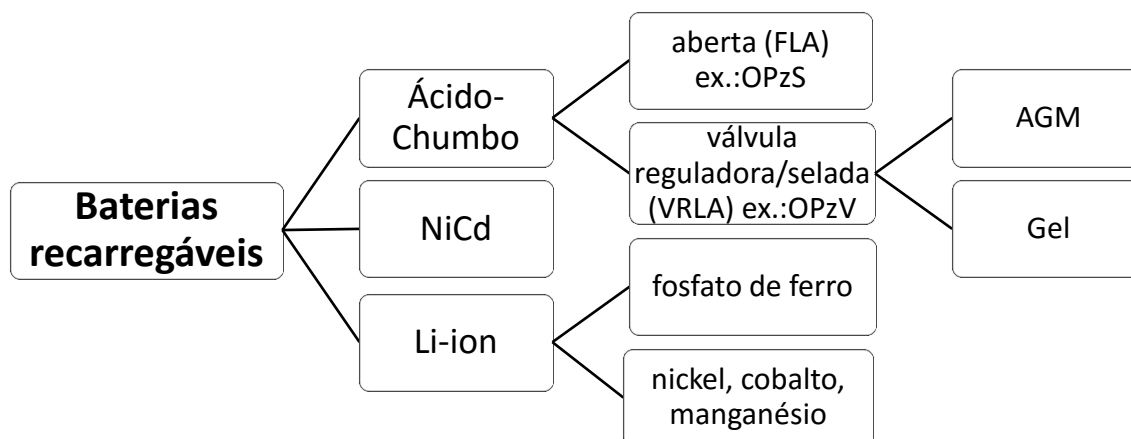 Baterias
recarregáveis
Ácido-
Chumbo
NiCd
Li-ion
aberta (FLA)
ex.:OPzS
válvula
reguladora/selada
(VRLA) ex.:OPzV
fosfato de ferro
nickel, cobalto,
manganésio
AGM
Gel